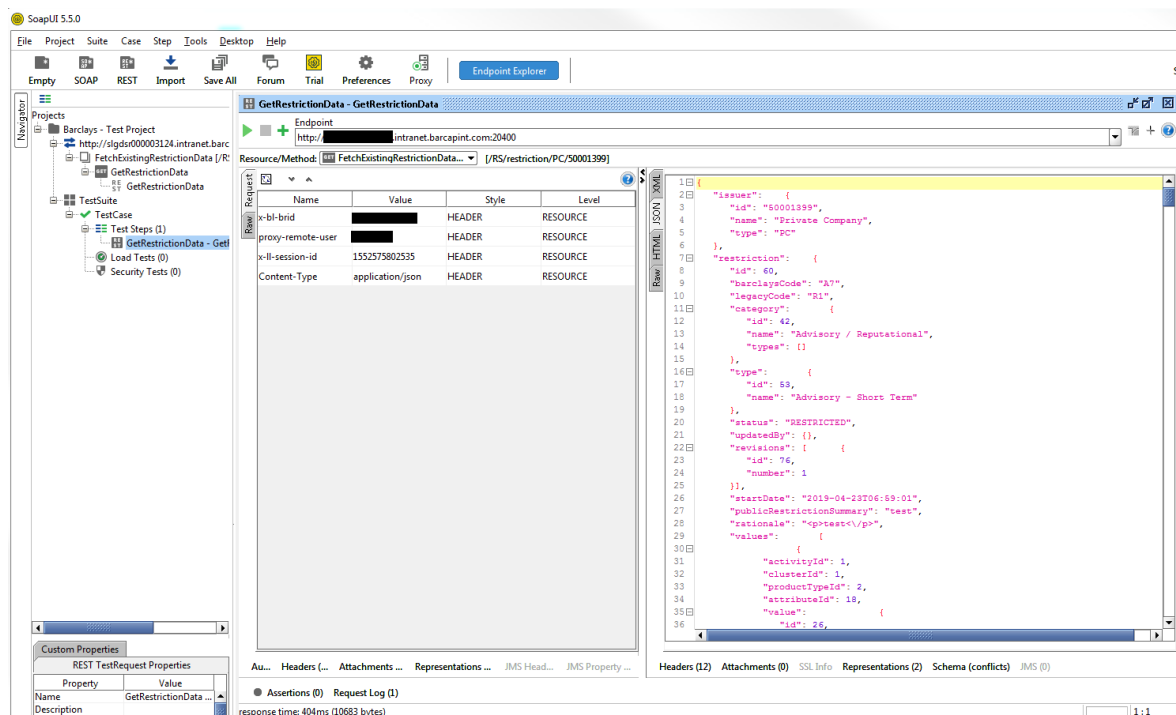 SoapUI 5.5.0
File Project Suite Case Step Tools Desktop Help
Empty SOAP REST Import Save All Forum Trial Preferences Proxy Endpoint Explorer
Navigator
Projects
Barclays - Test Project
http://slgdsr000003124.intranet.barc
FetchExistingRestrictionData [/R
GetRestrictionData
GetRestrictionData
TestSuite
TestCase
Test Steps (1)
GetRestrictionData - Get
Load Tests (0)
Security Tests (0)
Custom Properties
REST TestRequest Properties
Property Value
Name GetRestrictionData ...
Description
GetRestrictionData - GetRestrictionData
Endpoint
http:/ .intranet.barcapint.com:20400
Resource/Method: GET FetchExistingRestrictionData... [/RS/restriction/PC/50001399]
Request
Raw
Name Value Style Level
x-bl-brid HEADER RESOURCE
proxy-remote-user HEADER RESOURCE
x-ll-session-id 1552575802535 HEADER RESOURCE
Content-Type application/json HEADER RESOURCE
Au... Headers (... Attachments ... Representations ... JMS Head... JMS Property ...
XML
JSON
HTML
Raw
1 {
2 "issuer": {
3 "id": "50001399",
4 "name": "Private Company",
5 "type": "PC"
6 },
7 "restriction": {
8 "id": 60,
9 "barclaysCode": "A7",
10 "legacyCode": "R1",
11 "category": {
12 "id": 42,
13 "name": "Advisory / Reputational",
14 "types": []
15 },
16 "type": {
17 "id": 53,
18 "name": "Advisory - Short Term"
19 },
20 "status": "RESTRICTED",
21 "updatedBy": {},
22 "revisions": [ {
23 "id": 76,
24 "number": 1
25 }],
26 "startDate": "2019-04-23T06:59:01",
27 "publicRestrictionSummary": "test",
28 "rationale": "<p>test<\/p>",
29 "values": [
30 {
31 "activityId": 1,
32 "clusterId": 1,
33 "productTypeId": 2,
34 "attributeId": 18,
35 "value": {
36 "id": 26,
Headers (12) Attachments (0) SSL Info Representations (2) Schema (conflicts) JMS (0)
Assertions (0) Request Log (1)
response time: 404ms (10683 bytes) 1 : 1